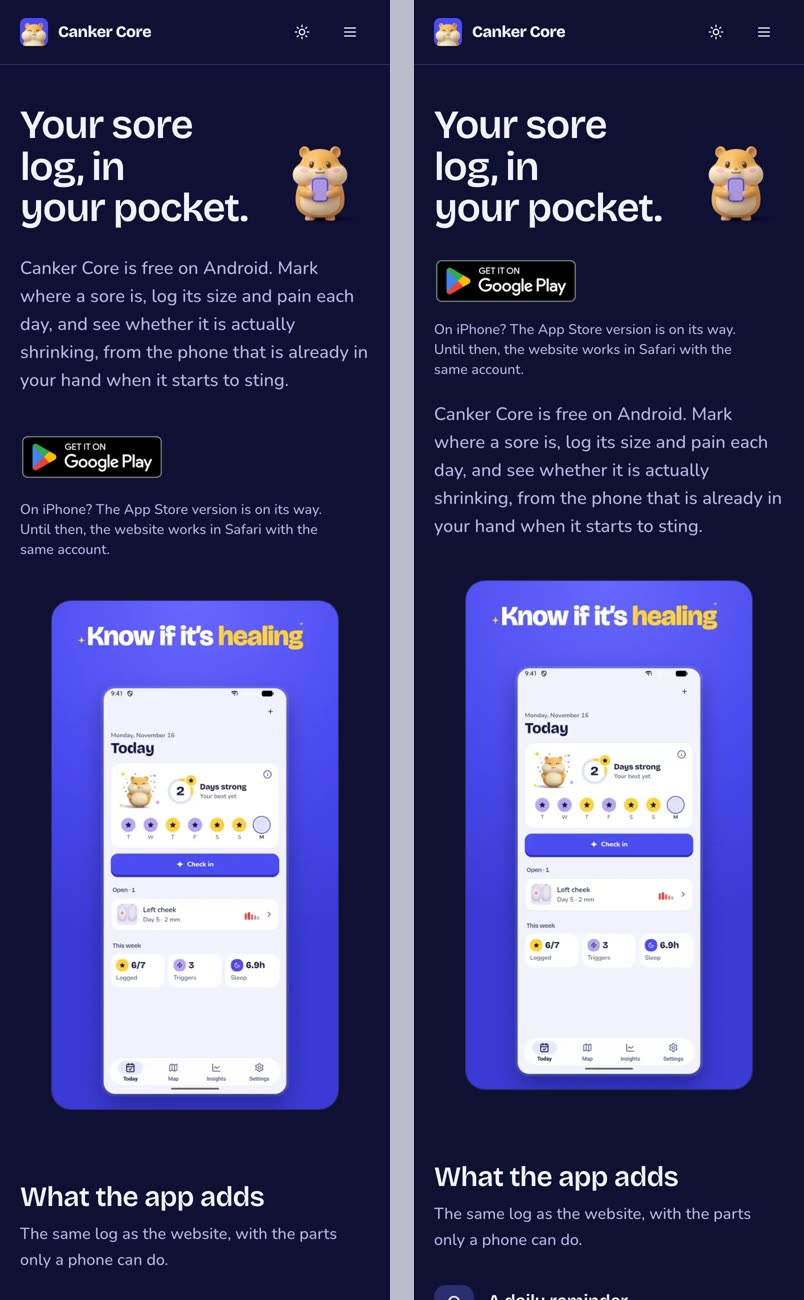 Canker Core
Your sore
log, in
your pocket.
Canker Core is free on Android. Mark
where a sore is, log its size and pain each
day, and see whether it is actually
shrinking, from the phone that is already in
your hand when it starts to sting.
GET IT ON
Google Play
On iPhone? The App Store version is on its way.
Until then, the website works in Safari with the
same account.
Know if it's healing
9:41
+
Monday, November 16
Today
2
Days strong
Your best yet
T W T F S S M
Check in
Open · 1
Left cheek
Day 5 · 2 mm
This week
6/7 3 6.9h
Logged Triggers Sleep
Today Map Insights Settings
What the app adds
The same log as the website, with the parts
only a phone can do.
Canker Core
Your sore
log, in
your pocket.
GET IT ON
Google Play
On iPhone? The App Store version is on its way.
Until then, the website works in Safari with the
same account.
Canker Core is free on Android. Mark
where a sore is, log its size and pain each
day, and see whether it is actually
shrinking, from the phone that is already in
your hand when it starts to sting.
Know if it's healing
9:41
+
Monday, November 16
Today
2
Days strong
Your best yet
T W T F S S M
Check in
Open · 1
Left cheek
Day 5 · 2 mm
This week
6/7 3 6.9h
Logged Triggers Sleep
Today Map Insights Settings
What the app adds
The same log as the website, with the parts
only a phone can do.
A daily reminder